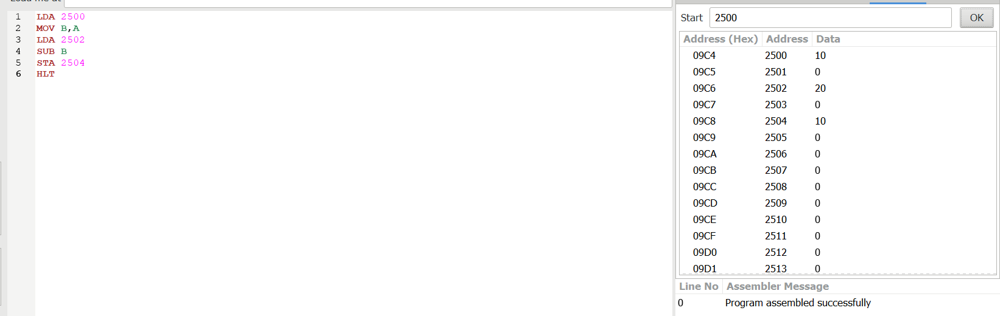 Load me at
1 LDA 2500
2 MOV B,A
3 LDA 2502
4 SUB B
5 STA 2504
6 HLT
Start 2500 OK
Address (Hex) Address Data
09C4 2500 10
09C5 2501 0
09C6 2502 20
09C7 2503 0
09C8 2504 10
09C9 2505 0
09CA 2506 0
09CB 2507 0
09CC 2508 0
09CD 2509 0
09CE 2510 0
09CF 2511 0
09D0 2512 0
09D1 2513 0
Line No Assembler Message
0 Program assembled successfully